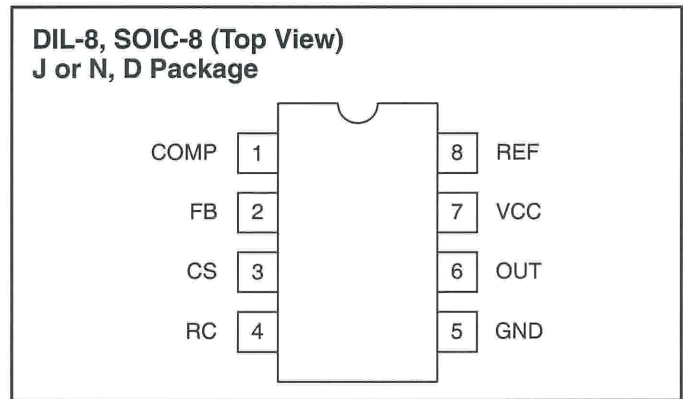 DIL-8, SOIC-8 (Top View)
J or N, D Package
COMP 1 8 REF
FB 2 7 VCC
CS 3 6 OUT
RC 4 5 GND